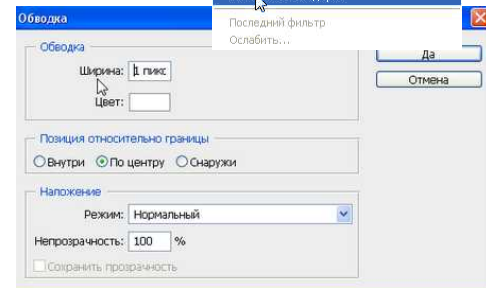 Обводка
Последний фильтр
Ослабить...
Обводка
Ширина: 1 пикс
Цвет:
Да
Отмена
Позиция относительно границы
Внутри По центру Снаружи
Наложение
Режим: Нормальный
Непрозрачность: 100 %
Сохранить прозрачность